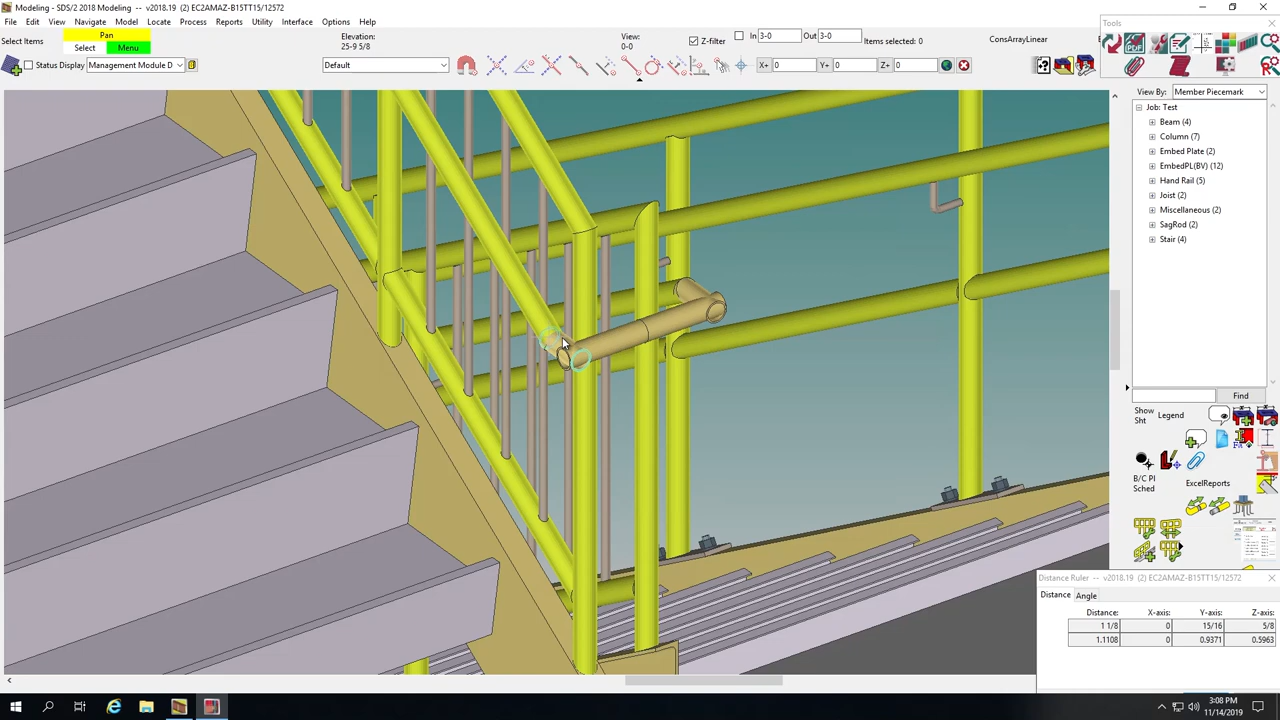 Modeling - SDS/2 2018 Modeling -- v2018.19 (2) EC2AMAZ-B15TT15/12572
File Edit View Navigate Model Locate Project Reports Utility Interface Options Help
Select Items
Pan
Select Menu
Elevation:
25-9 5/8
View:
0-0
Z-filter In 3-0 Out 3-0 Items selected: 0
ConsArrayLinear
Status Display Management Module D
Default
X+ 0 Y+ 0 Z+ 0
Tools
View By: Member Piecemark
Job: Test
Beam (4)
Column (7)
Embed Plate (2)
EmbedPL(BV) (12)
Hand Rail (5)
Joist (2)
Miscellaneous (2)
SagRod (2)
Stair (4)
Find
Show
Sht
Legend
B/C PI
Sched
ExcelReports
Distance Ruler -- v2018.19 (2) EC2AMAZ-B15TT15/12572
Distance Angle
Distance: X-axis: Y-axis: Z-axis:
1 1/8 0 15/16 5/8
1.1108 0 0.9371 0.5963
3:08 PM
11/14/2019